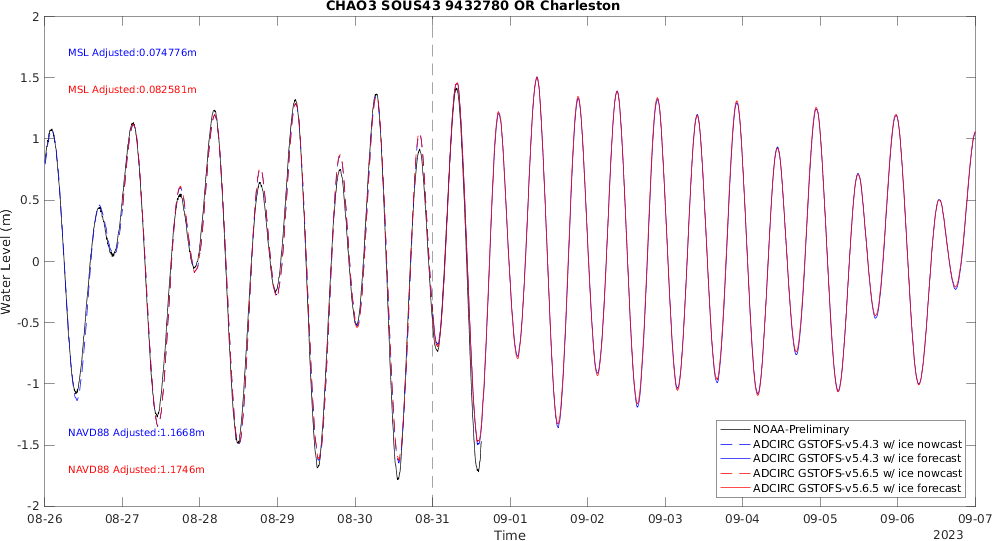 CHAO3 SOUS43 9432780 OR Charleston
2
1.5
1
0.5
0
-0.5
-1
-1.5
-2
Water Level (m)
MSL Adjusted:0.074776m
MSL Adjusted:0.082581m
NAVD88 Adjusted:1.1668m
NAVD88 Adjusted:1.1746m
NOAA-Preliminary
ADCIRC GSTOFS-v5.4.3 w/ ice nowcast
ADCIRC GSTOFS-v5.4.3 w/ ice forecast
ADCIRC GSTOFS-v5.6.5 w/ ice nowcast
ADCIRC GSTOFS-v5.6.5 w/ ice forecast
08-26 08-27 08-28 08-29 08-30 08-31 09-01 09-02 09-03 09-04 09-05 09-06 09-07
Time
2023